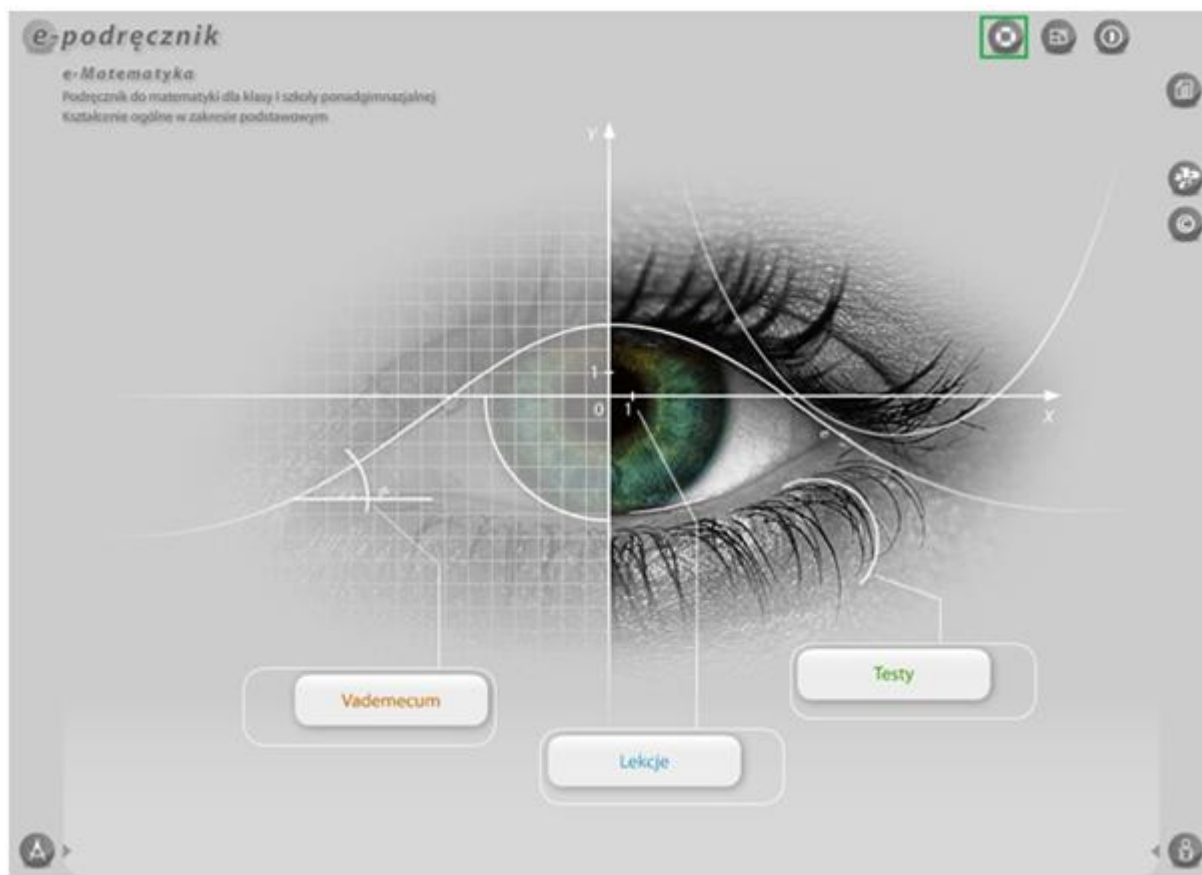 e-podręcznik
e-Matematyka
Podręcznik do matematyki dla klasy I szkoły ponadgimnazjalnej
Kształcenie ogólne w zakresie podstawowym
Y
1
0 1
X
Testy
Vademecum
Lekcje